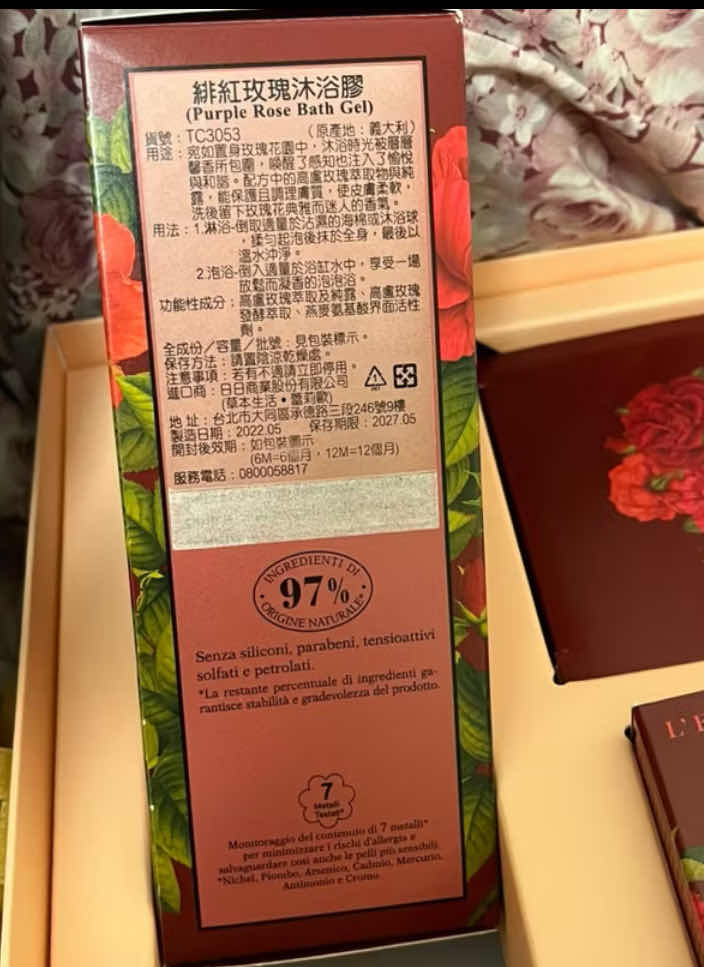 緋紅玫瑰沐浴膠
(Purple Rose Bath Gel)
貨號：TC3053 （原產地：義大利）
用途：宛如置身玫瑰花園中，沐浴時光被層層
馨香所包圍，喚醒了感知也注入了愉悅
與和諧。配方中的高盧玫瑰萃取物與純
露，能保護且調理膚質，使皮膚柔軟，
洗後留下玫瑰花典雅而迷人的香氣。
用法：1.淋浴-倒取適量於沾濕的海棉或沐浴球
，揉勻起泡後抹於全身，最後以
溫水沖淨。
2.泡浴-倒入適量於浴缸水中，享受一場
放鬆而凝香的泡泡浴。
功能性成分：高盧玫瑰萃取及純露、高盧玫瑰
發酵萃取、燕麥氨基酸界面活性
劑。
全成份／容量／批號：見包裝標示。
保存方法：請置陰涼乾燥處。
注意事項：若有不適請立即停用。
進口商：日日商業股份有限公司
(草本生活•蕾莉歐)
1
地 址：台北市大同區承德路三段246號9樓
製造日期：2022.05 保存期限：2027.05
開封後效期：如包裝圖示
(6M=6個月，12M=12個月)
服務電話：0800058817
INGREDIENTI DI
97%
ORIGINE NATURALE*
Senza siliconi, parabeni, tensioattivi
solfati e petrolati.
*La restante percentuale di ingredienti ga-
rantisce stabilità e gradevolezza del prodotto.
7
Metalli
Testati*
Monitoraggio del contenuto di 7 metalli*
per minimizzare i rischi d'allergia e
salvaguardare così anche le pelli più sensibili.
*Nichel, Piombo, Arsenico, Cadmio, Mercurio,
Antimonio e Cromo.
L'E